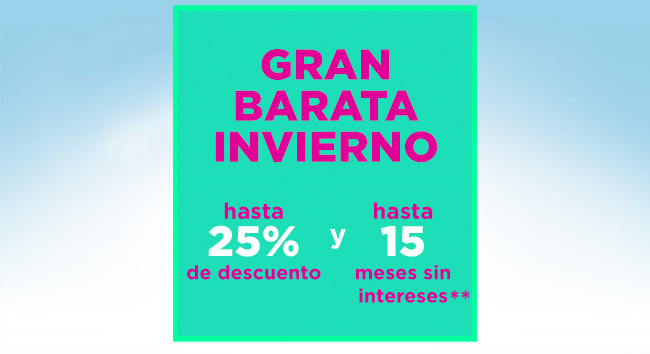 GRAN
BARATA
INVIERNO
hasta
25%
de descuento
y
hasta
15
meses sin
intereses**